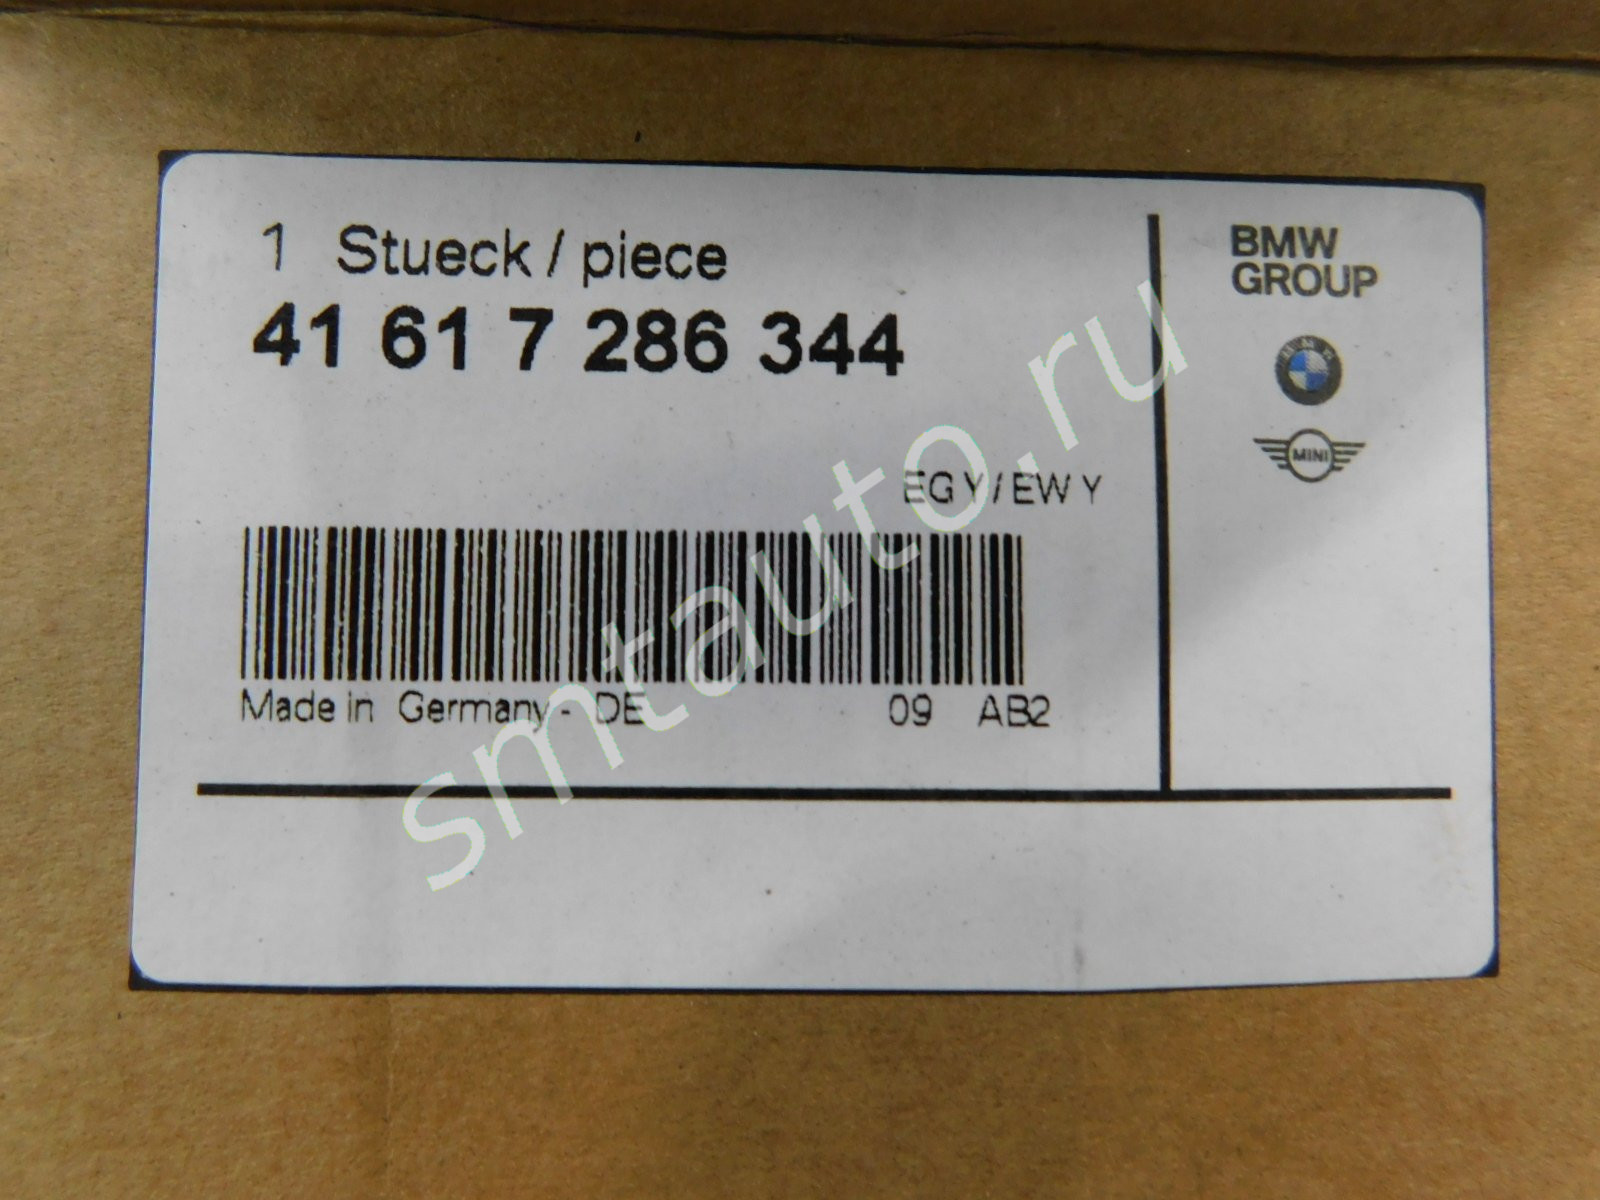 1 Stueck / piece
41 61 7 286 344
EG Y / EW Y
Made in Germany - DE 09 AB2
BMW
GROUP
BMW
MINI
smtauto.ru